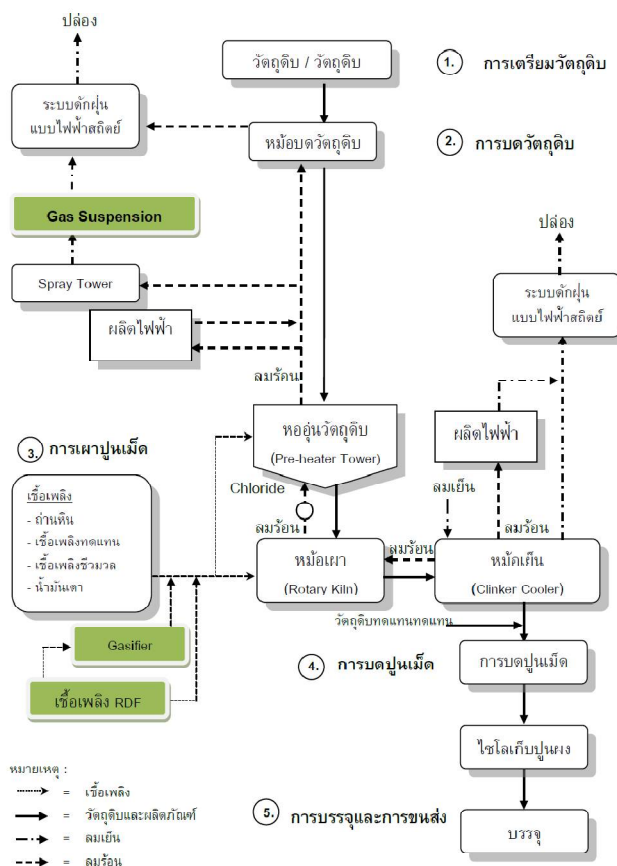 ปล่อง
วัตถุดิบ / วัตถุดิบ
1. การเตรียมวัตถุดิบ
ระบบดักฝุ่น
แบบไฟฟ้าสถิตย์
หม้อบดวัตถุดิบ
2. การบดวัตถุดิบ
Gas Suspension
ปล่อง
Spray Tower
ระบบดักฝุ่น
แบบไฟฟ้าสถิตย์
ผลิตไฟฟ้า
ลมร้อน
หออุ่นวัตถุดิบ
(Pre-heater Tower)
ผลิตไฟฟ้า
3. การเผาปูนเม็ด
Chloride
ลมเย็น
เชื้อเพลิง
- ถ่านหิน
- เชื้อเพลิงทดแทน
- เชื้อเพลิงชีวมวล
- น้ำมันเตา
ลมร้อน
ลมร้อน
หม้อเผา
(Rotary Kiln)
ลมร้อน
หม้อเย็น
(Clinker Cooler)
วัตถุดิบทดแทนทดแทน
Gasifier
4. การบดปูนเม็ด
การบดปูนเม็ด
เชื้อเพลิง RDF
ไซโลเก็บปูนผง
หมายเหตุ :
= เชื้อเพลิง
= วัตถุดิบและผลิตภัณฑ์
= ลมเย็น
= ลมร้อน
5. การบรรจุและการขนส่ง
บรรจุ